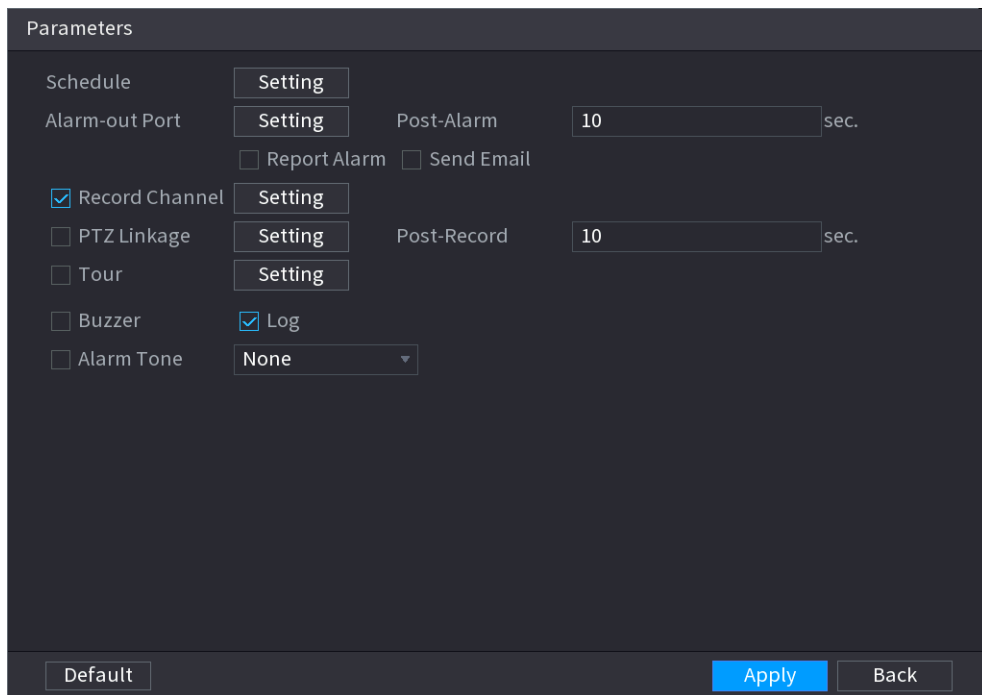 Parameters
Schedule Setting
Alarm-out Port Setting Post-Alarm 10 sec.
Report Alarm Send Email
Record Channel Setting
PTZ Linkage Setting Post-Record 10 sec.
Tour Setting
Buzzer Log
Alarm Tone None
Default Apply Back